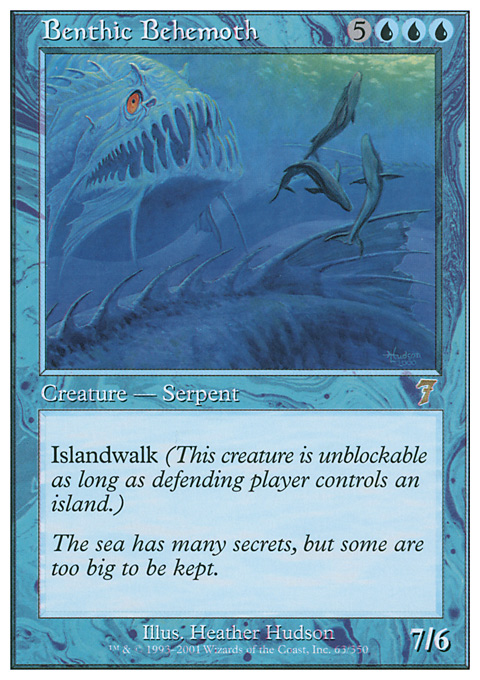 Benthic Behemoth 5
Hudson
Creature — Serpent
7
Islandwalk (This creature is unblockable
as long as defending player controls an
island.)
The sea has many secrets, but some are
too big to be kept.
Illus. Heather Hudson
7/6
™ & © 1993-2001 Wizards of the Coast, Inc. 63/350